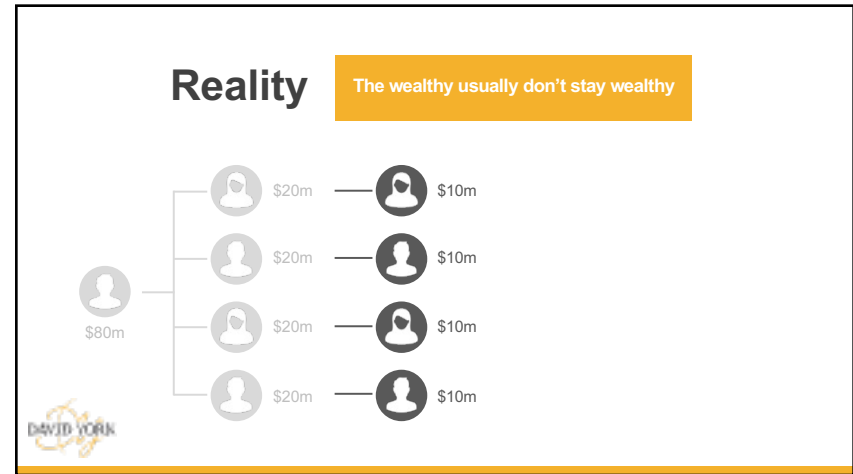 Reality
The wealthy usually don’t stay wealthy
$20m $10m
$20m $10m
$80m
$20m $10m
$20m $10m
DAVID YORK